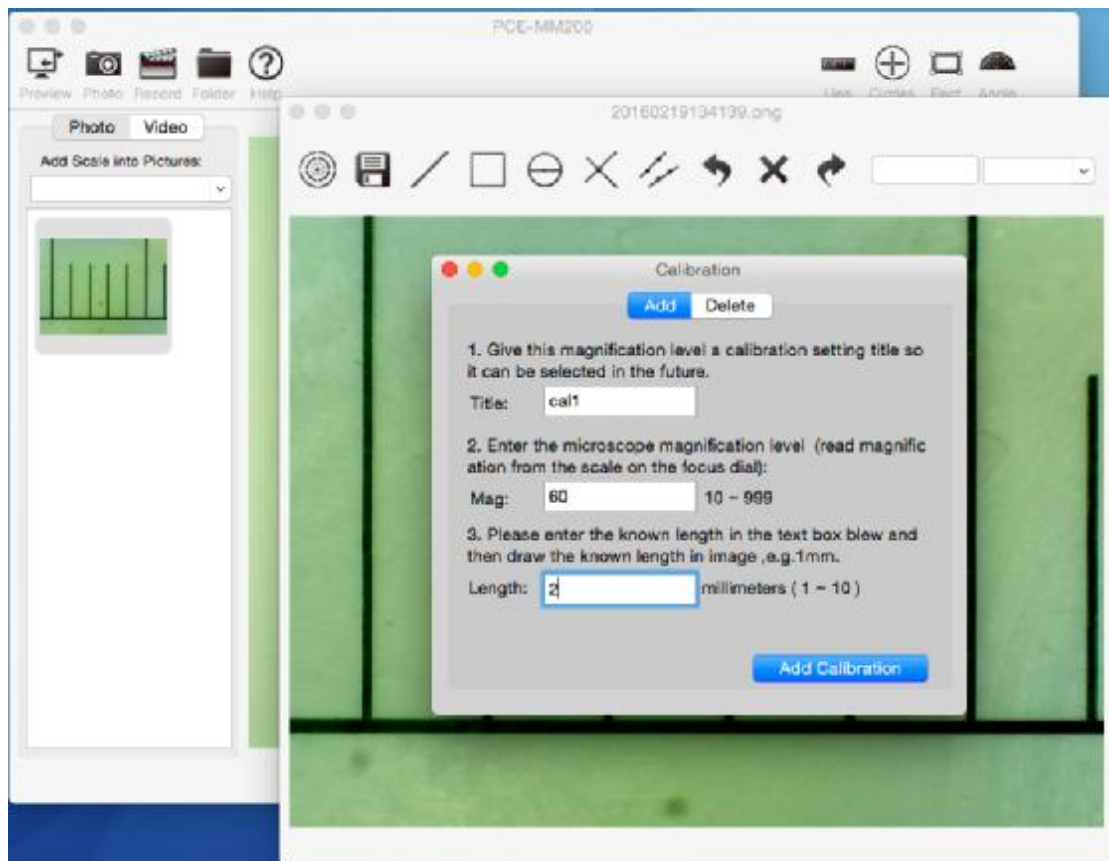 PCE-MM200
Preview Photo Record Folder Help
Circles Rect Angle
Photo Video
20160219134139.png
Add Scale into Pictures:
Calibration
Add Delete
1. Give this magnification level a calibration setting title so
it can be selected in the future.
Title: cal1
2. Enter the microscope magnification level (read magnific
ation from the scale on the focus dial):
Mag: 60 10 ~ 999
3. Please enter the known length in the text box blew and
then draw the known length in image ,e.g.1mm.
Length: 2 millimeters ( 1 ~ 10 )
Add Calibration